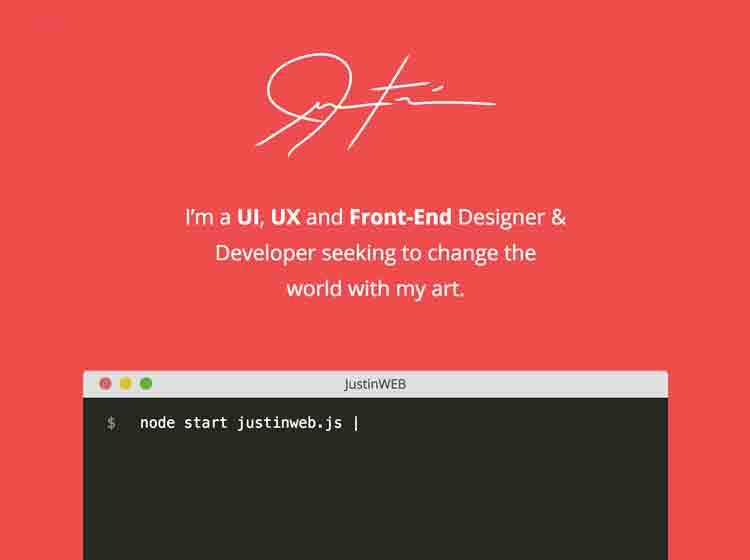 Justin
I’m a UI, UX and Front-End Designer &
Developer seeking to change the
world with my art.
JustinWEB
$ node start justinweb.js |